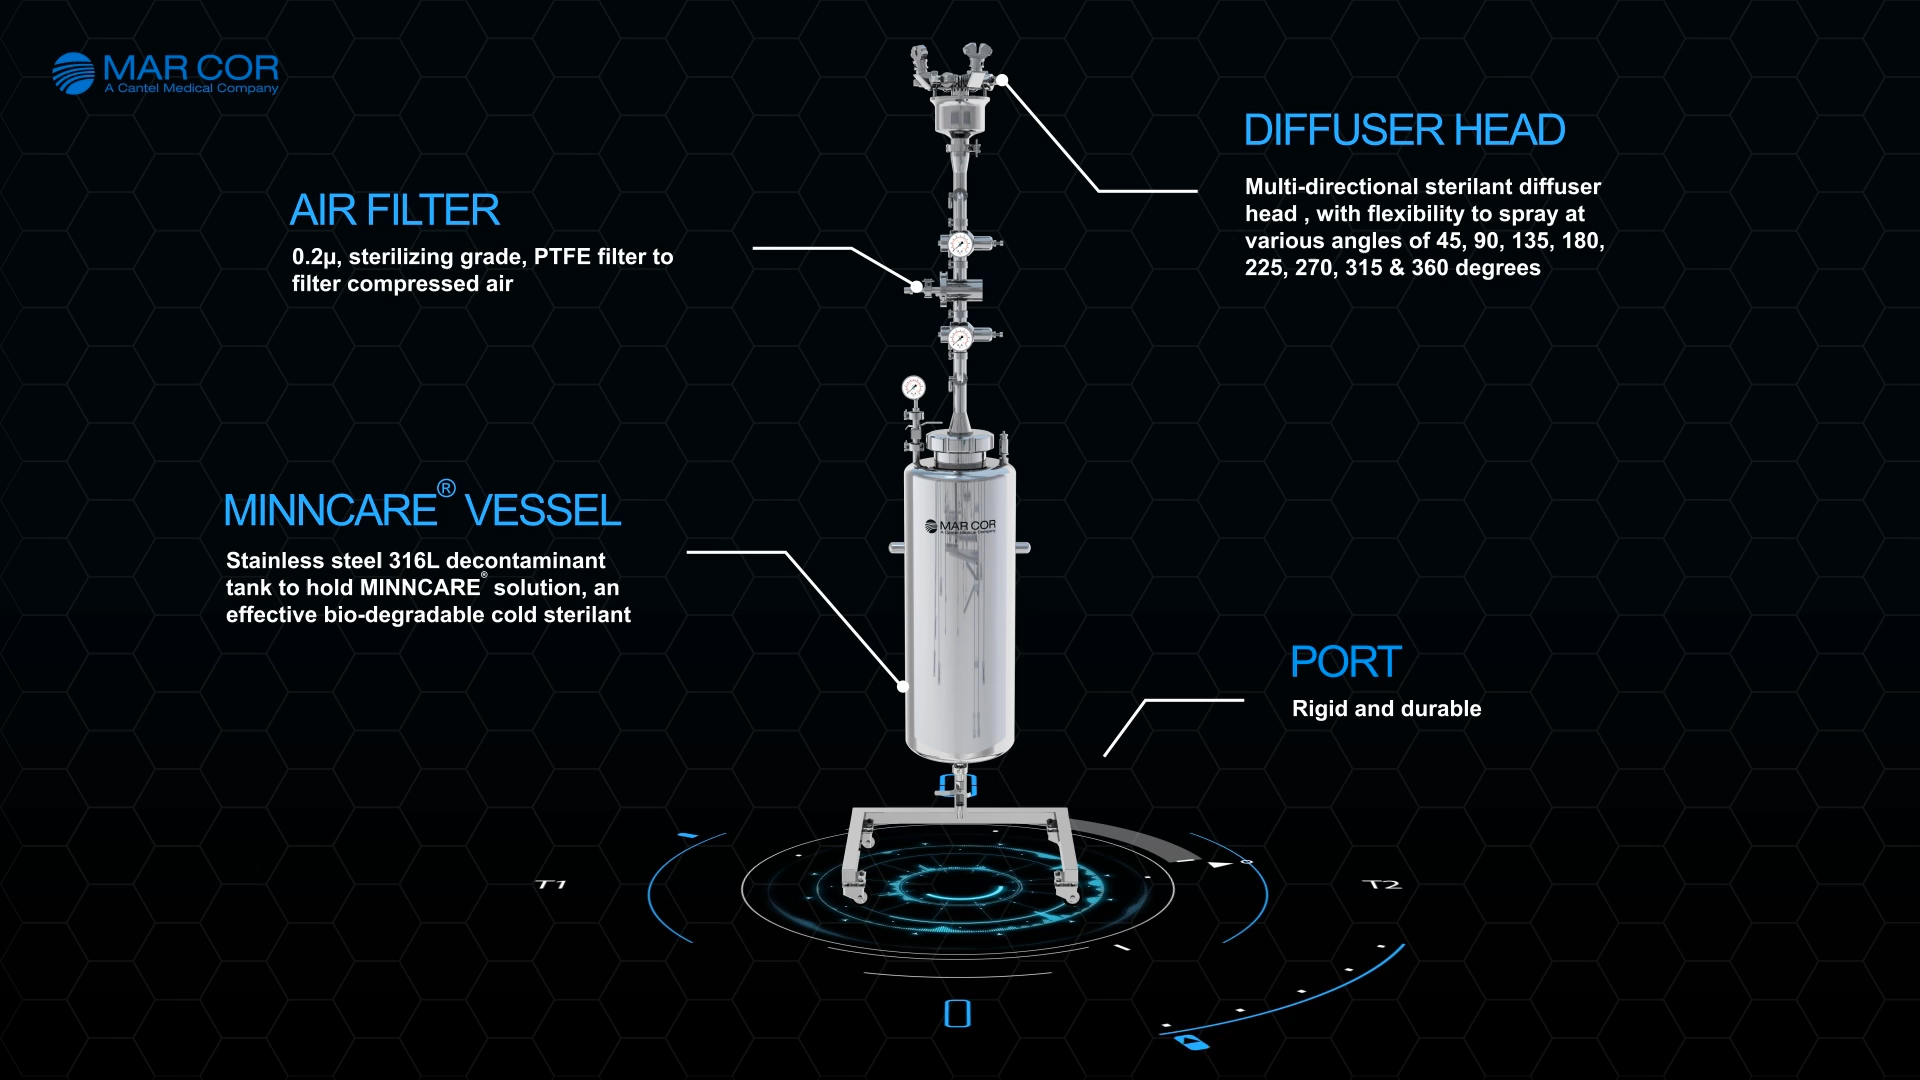 MAR COR
A Cantel Medical Company
DIFFUSER HEAD
Multi-directional sterilant diffuser
head , with flexibility to spray at
various angles of 45, 90, 135, 180,
225, 270, 315 & 360 degrees
AIR FILTER
0.2µ, sterilizing grade, PTFE filter to
filter compressed air
MINNCARE® VESSEL
Stainless steel 316L decontaminant
tank to hold MINNCARE® solution, an
effective bio-degradable cold sterilant
MAR COR
A Cantel Medical Company
PORT
Rigid and durable
T1
T2